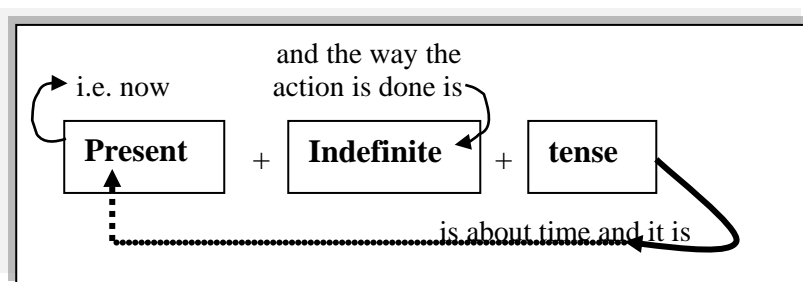 and the way the
i.e. now action is done is
Present + Indefinite + tense
is about time and it is